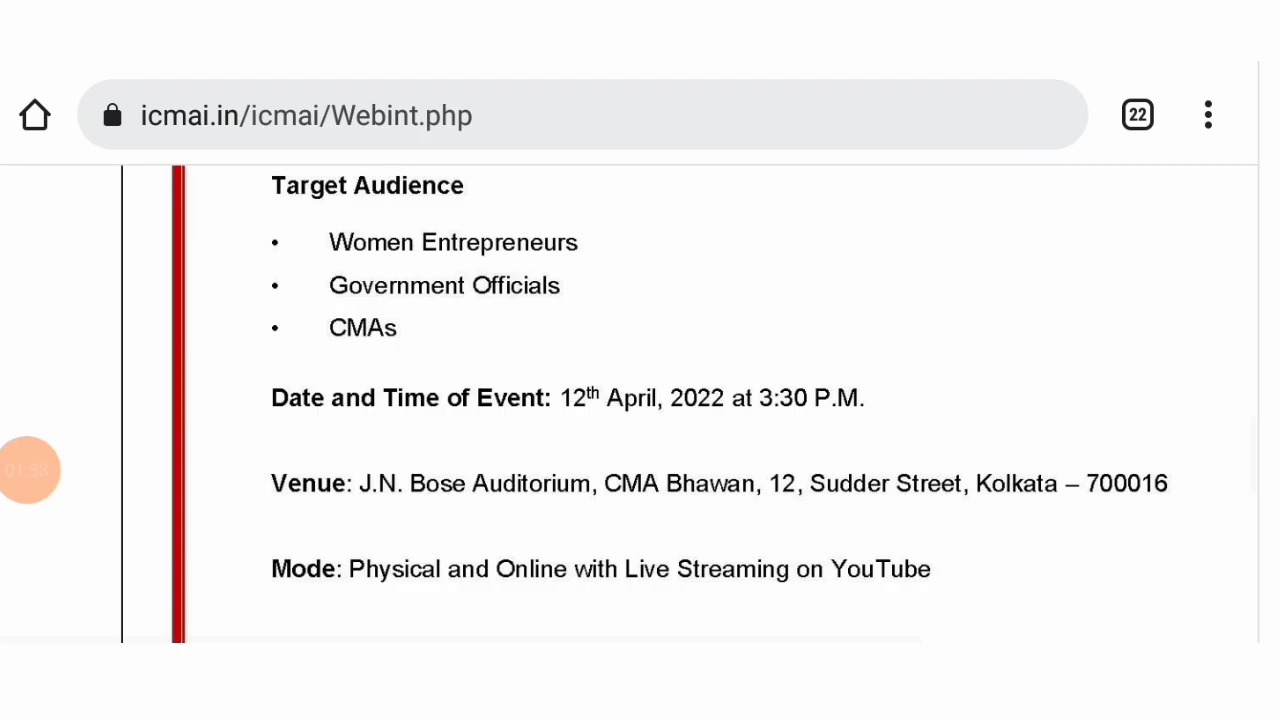 icmai.in/icmai/Webint.php
22
Target Audience
• Women Entrepreneurs
• Government Officials
• CMAs
Date and Time of Event: 12th April, 2022 at 3:30 P.M.
01:58
Venue: J.N. Bose Auditorium, CMA Bhawan, 12, Sudder Street, Kolkata – 700016
Mode: Physical and Online with Live Streaming on YouTube